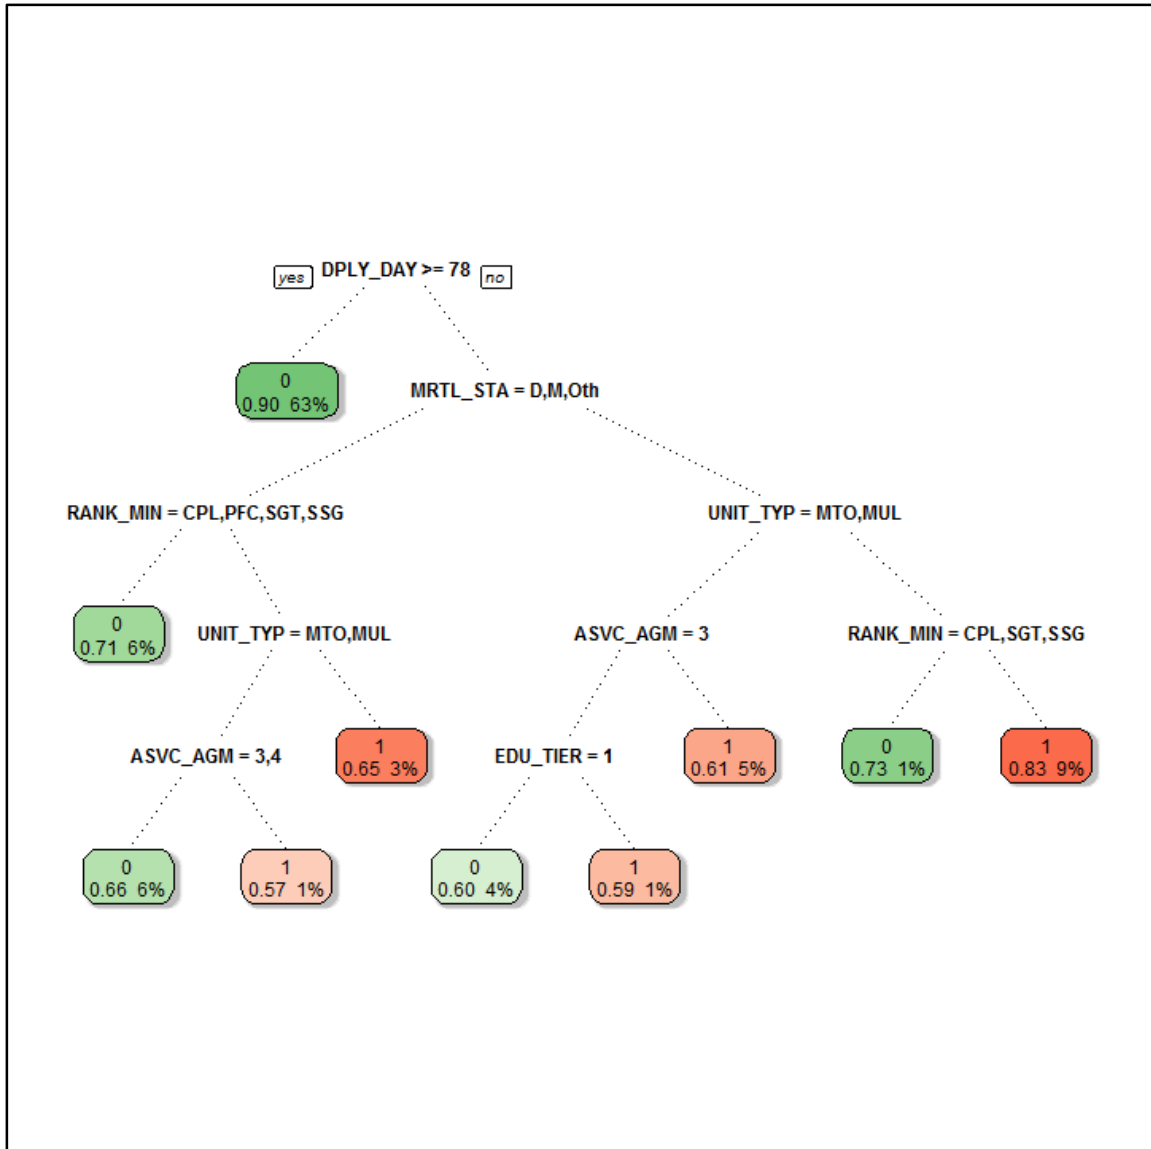 yes DPLY_DAY >= 78 no
0
0.90 63%
MRTL_STA = D,M,Oth
RANK_MIN = CPL,PFC,SGT,SSG
UNIT_TYP = MTO,MUL
0
0.71 6%
UNIT_TYP = MTO,MUL
ASVC_AGM = 3
RANK_MIN = CPL,SGT,SSG
ASVC_AGM = 3,4
1
0.65 3%
EDU_TIER = 1
1
0.61 5%
0
0.73 1%
1
0.83 9%
0
0.66 6%
1
0.57 1%
0
0.60 4%
1
0.59 1%